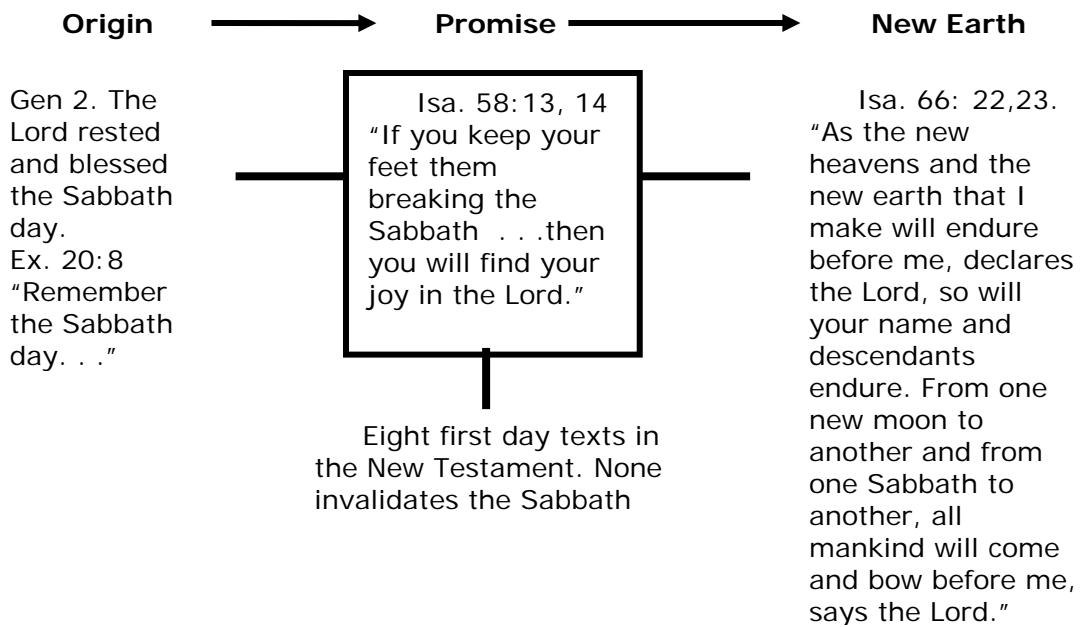 Origin
Promise
New Earth
Gen 2. The
Lord rested
and blessed
the Sabbath
day.
Ex. 20:8
“Remember
the Sabbath
day. . .”
Isa. 58:13, 14
“If you keep your
feet them
breaking the
Sabbath . . .then
you will find your
joy in the Lord.”
Eight first day texts in
the New Testament. None
invalidates the Sabbath
Isa. 66: 22,23.
“As the new
heavens and the
new earth that I
make will endure
before me, declares
the Lord, so will
your name and
descendants
endure. From one
new moon to
another and from
one Sabbath to
another, all
mankind will come
and bow before me,
says the Lord.”